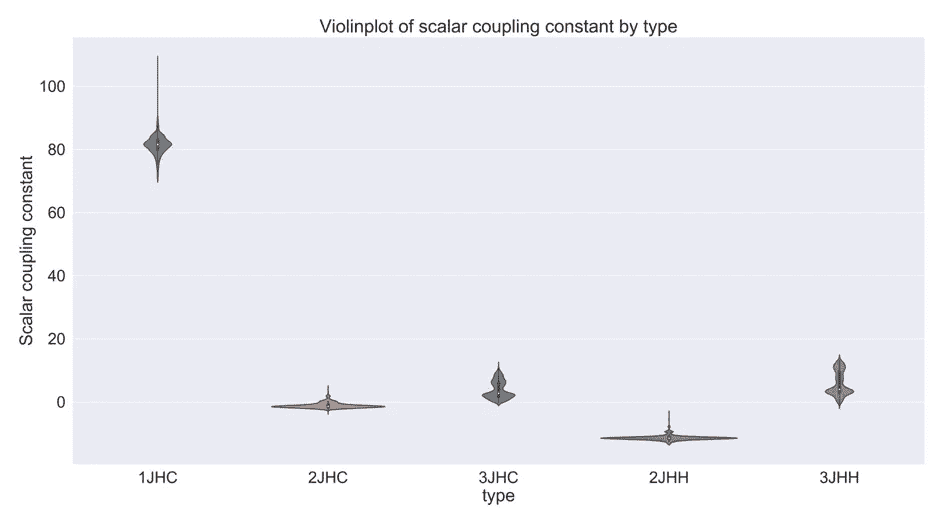 Violinplot of scalar coupling constant by type
Scalar coupling constant
100
80
60
40
20
0
1JHC 2JHC 3JHC 2JHH 3JHH
type